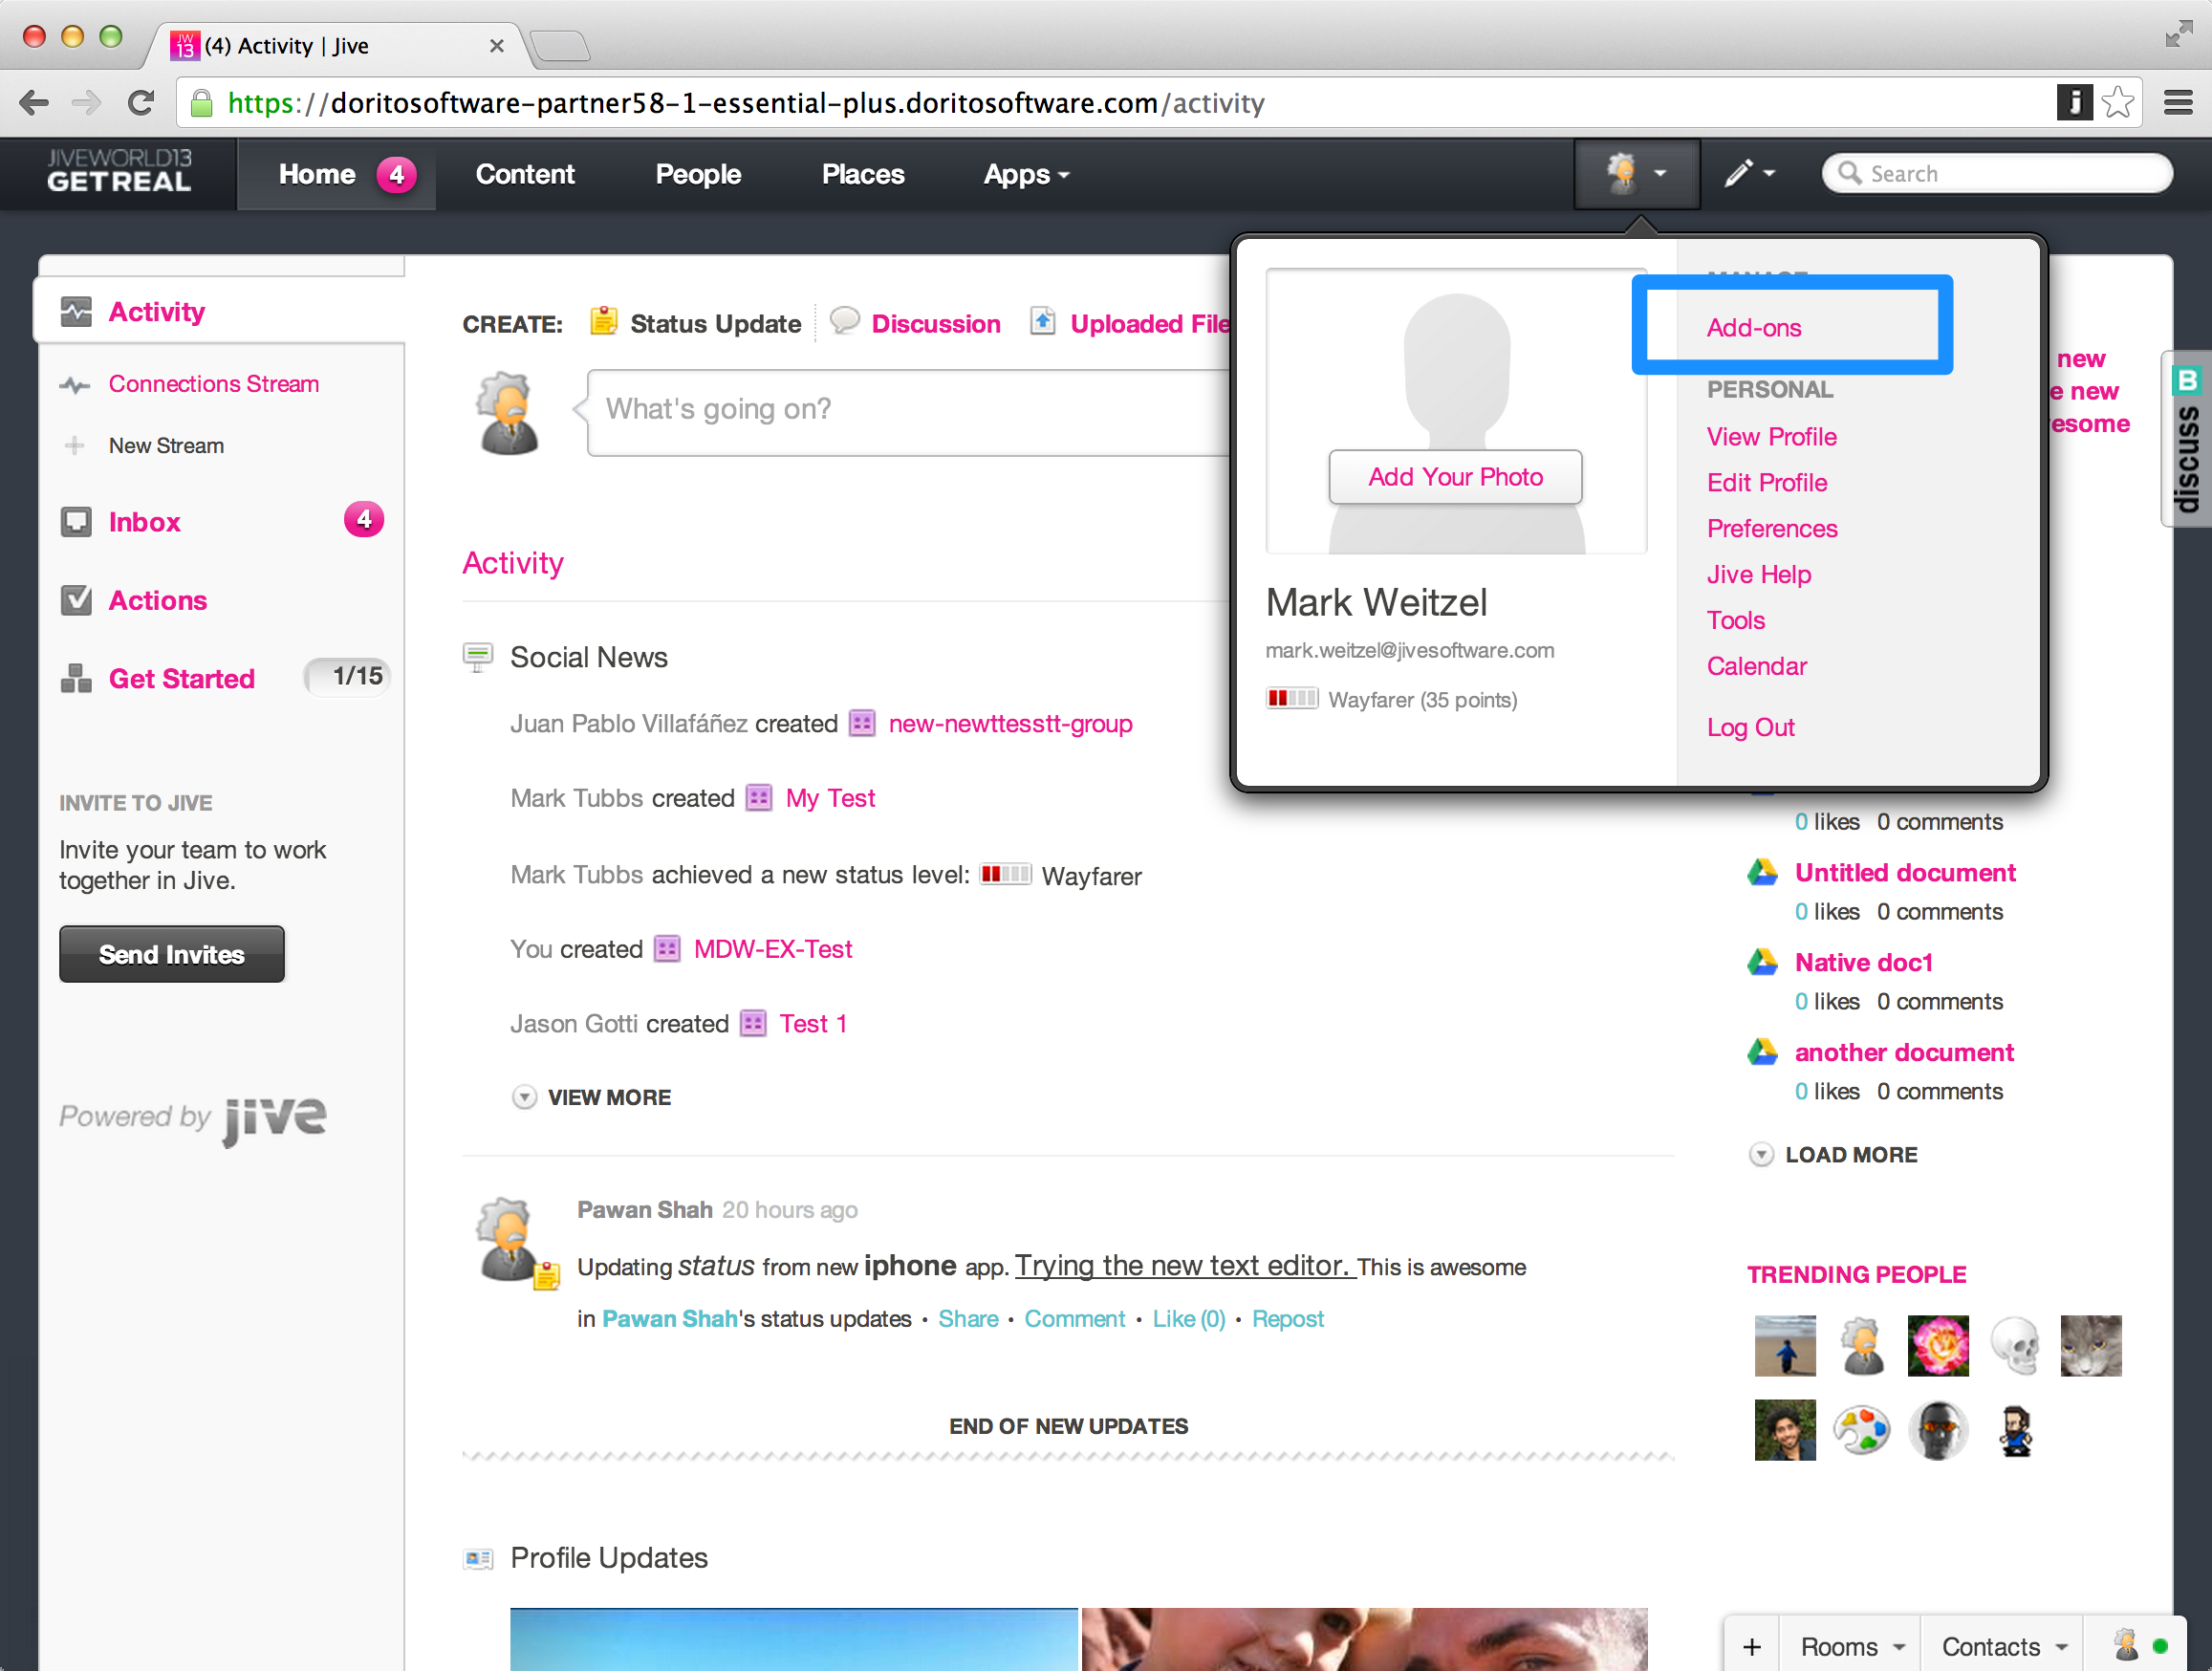 JW 13 (4) Activity | Jive
https://doritosoftware-partner58-1-essential-plus.doritosoftware.com/activity
j
JIVEWORLD13
GETREAL
Home 4 Content People Places Apps
Search
Activity
Connections Stream
New Stream
Inbox 4
Actions
Get Started 1/15
INVITE TO JIVE
Invite your team to work
together in Jive.
Send Invites
Powered by jive
CREATE: Status Update Discussion Uploaded File
What's going on?
Activity
Social News
Juan Pablo Villafáñez created new-newttesstt-group
Mark Tubbs created My Test
Mark Tubbs achieved a new status level: Wayfarer
You created MDW-EX-Test
Jason Gotti created Test 1
VIEW MORE
Pawan Shah 20 hours ago
Updating status from new iphone app. Trying the new text editor. This is awesome
in Pawan Shah's status updates • Share • Comment • Like (0) • Repost
END OF NEW UPDATES
Profile Updates
Add Your Photo
Mark Weitzel
mark.weitzel@jivesoftware.com
Wayfarer (35 points)
Add-ons
PERSONAL
View Profile
Edit Profile
Preferences
Jive Help
Tools
Calendar
Log Out
new
e new
esome
B discuss
0 likes 0 comments
Untitled document
0 likes 0 comments
Native doc1
0 likes 0 comments
another document
0 likes 0 comments
LOAD MORE
TRENDING PEOPLE
+ Rooms Contacts